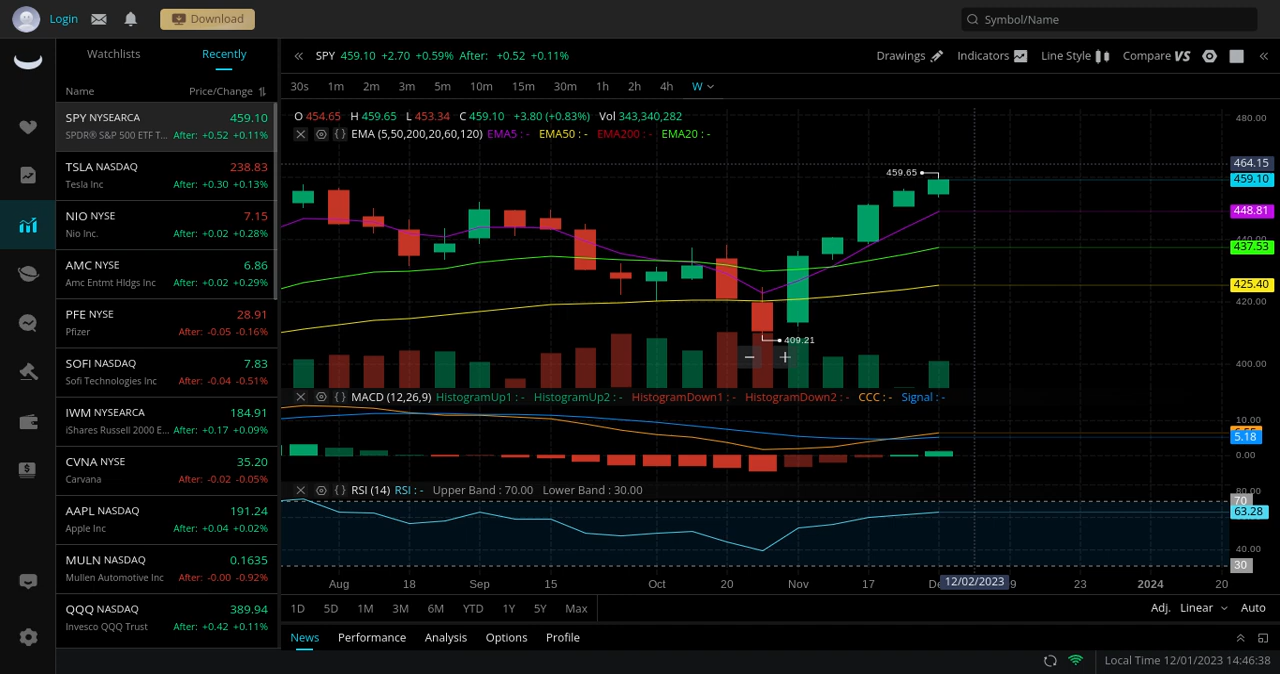 Login
Download
Symbol/Name
Watchlists
Recently
Name
Price/Change
SPY NYSEARCA
459.10
SPDR® S&P 500 ETF T...
After: +0.52 +0.11%
TSLA NASDAQ
238.83
Tesla Inc
After: +0.30 +0.13%
NIO NYSE
7.15
Nio Inc.
After: +0.02 +0.28%
AMC NYSE
6.86
Amc Entmt Hldgs Inc
After: +0.02 +0.29%
PFE NYSE
28.91
Pfizer
After: -0.05 -0.16%
SOFI NASDAQ
7.83
Sofi Technologies Inc
After: -0.04 -0.51%
IWM NYSEARCA
184.91
iShares Russell 2000 E...
After: +0.17 +0.09%
CVNA NYSE
35.20
Carvana
After: -0.02 -0.05%
AAPL NASDAQ
191.24
Apple Inc
After: +0.04 +0.02%
MULN NASDAQ
0.1635
Mullen Automotive Inc
After: -0.00 -0.92%
QQQ NASDAQ
389.94
Invesco QQQ Trust
After: +0.42 +0.11%
SPY 459.10 +2.70 +0.59% After: +0.52 +0.11%
Drawings
Indicators
Line Style
Compare VS
30s 1m 2m 3m 5m 10m 15m 30m 1h 2h 4h W
O 454.65 H 459.65 L 453.34 C 459.10 +3.80 (+0.83%) Vol 343,340,282
{} EMA (5,50,200,20,60,120) EMA5 : - EMA50 : - EMA200 : - EMA20 : -
480.00
464.15
459.10
448.81
440.00
437.53
425.40
420.00
400.00
459.65
409.21
− +
{} MACD (12,26,9) HistogramUp1 : - HistogramUp2 : - HistogramDown1 : - HistogramDown2 : - CCC : - Signal : -
10.00
5.18
0.00
{} RSI (14) RSI : - Upper Band : 70.00 Lower Band : 30.00
80.00
70
63.28
40.00
30
Aug 18 Sep 15 Oct 20 Nov 17 De 12/02/2023 9 23 2024 20
1D 5D 1M 3M 6M YTD 1Y 5Y Max
Adj. Linear Auto
News Performance Analysis Options Profile
Local Time 12/01/2023 14:46:38